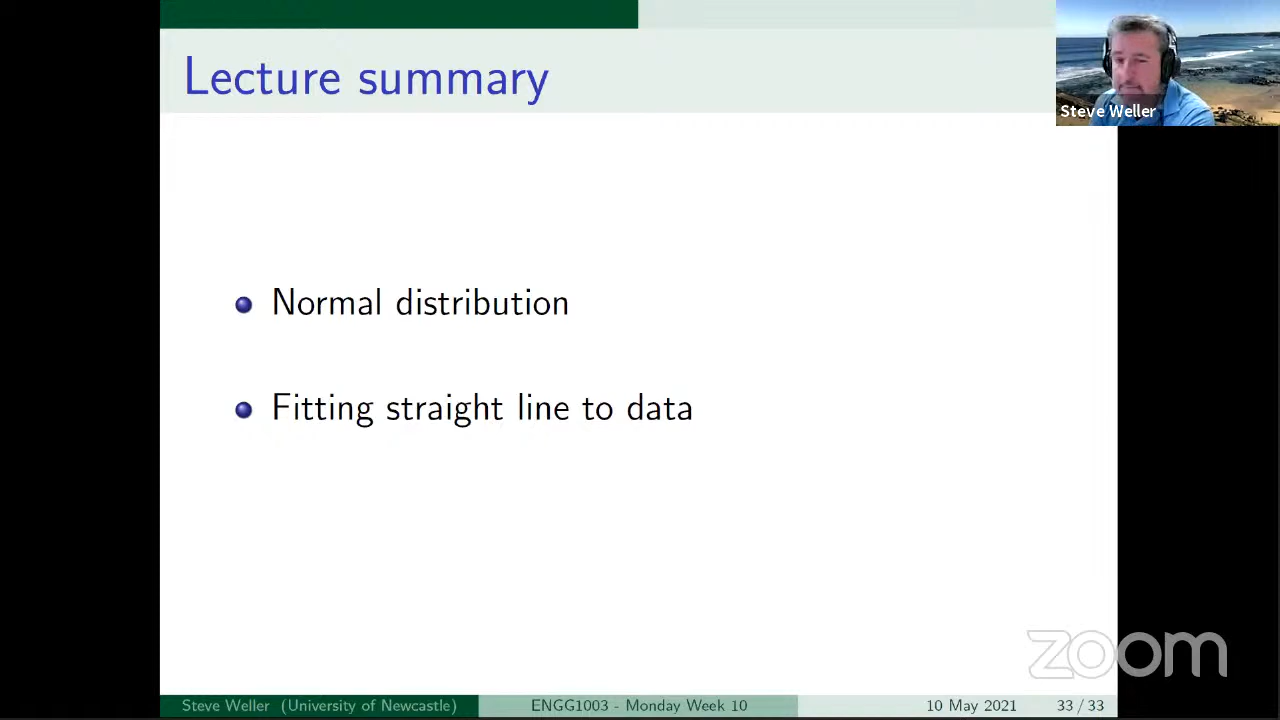 Lecture summary
Steve Weller
Normal distribution
Fitting straight line to data
zoom
Steve Weller (University of Newcastle) ENGG1003 - Monday Week 10 10 May 2021 33 / 33